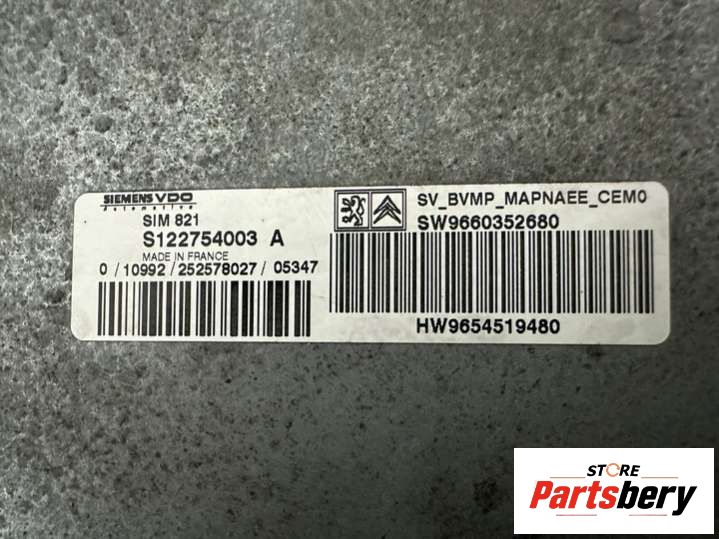 SIEMENS VDO
Automotive
SIM 821
S122754003 A
MADE IN FRANCE
0/10992/252578027/05347
SV_BVMP_MAPNAEE_CEM0
SW9660352680
HW9654519480
STORE
Partsbery